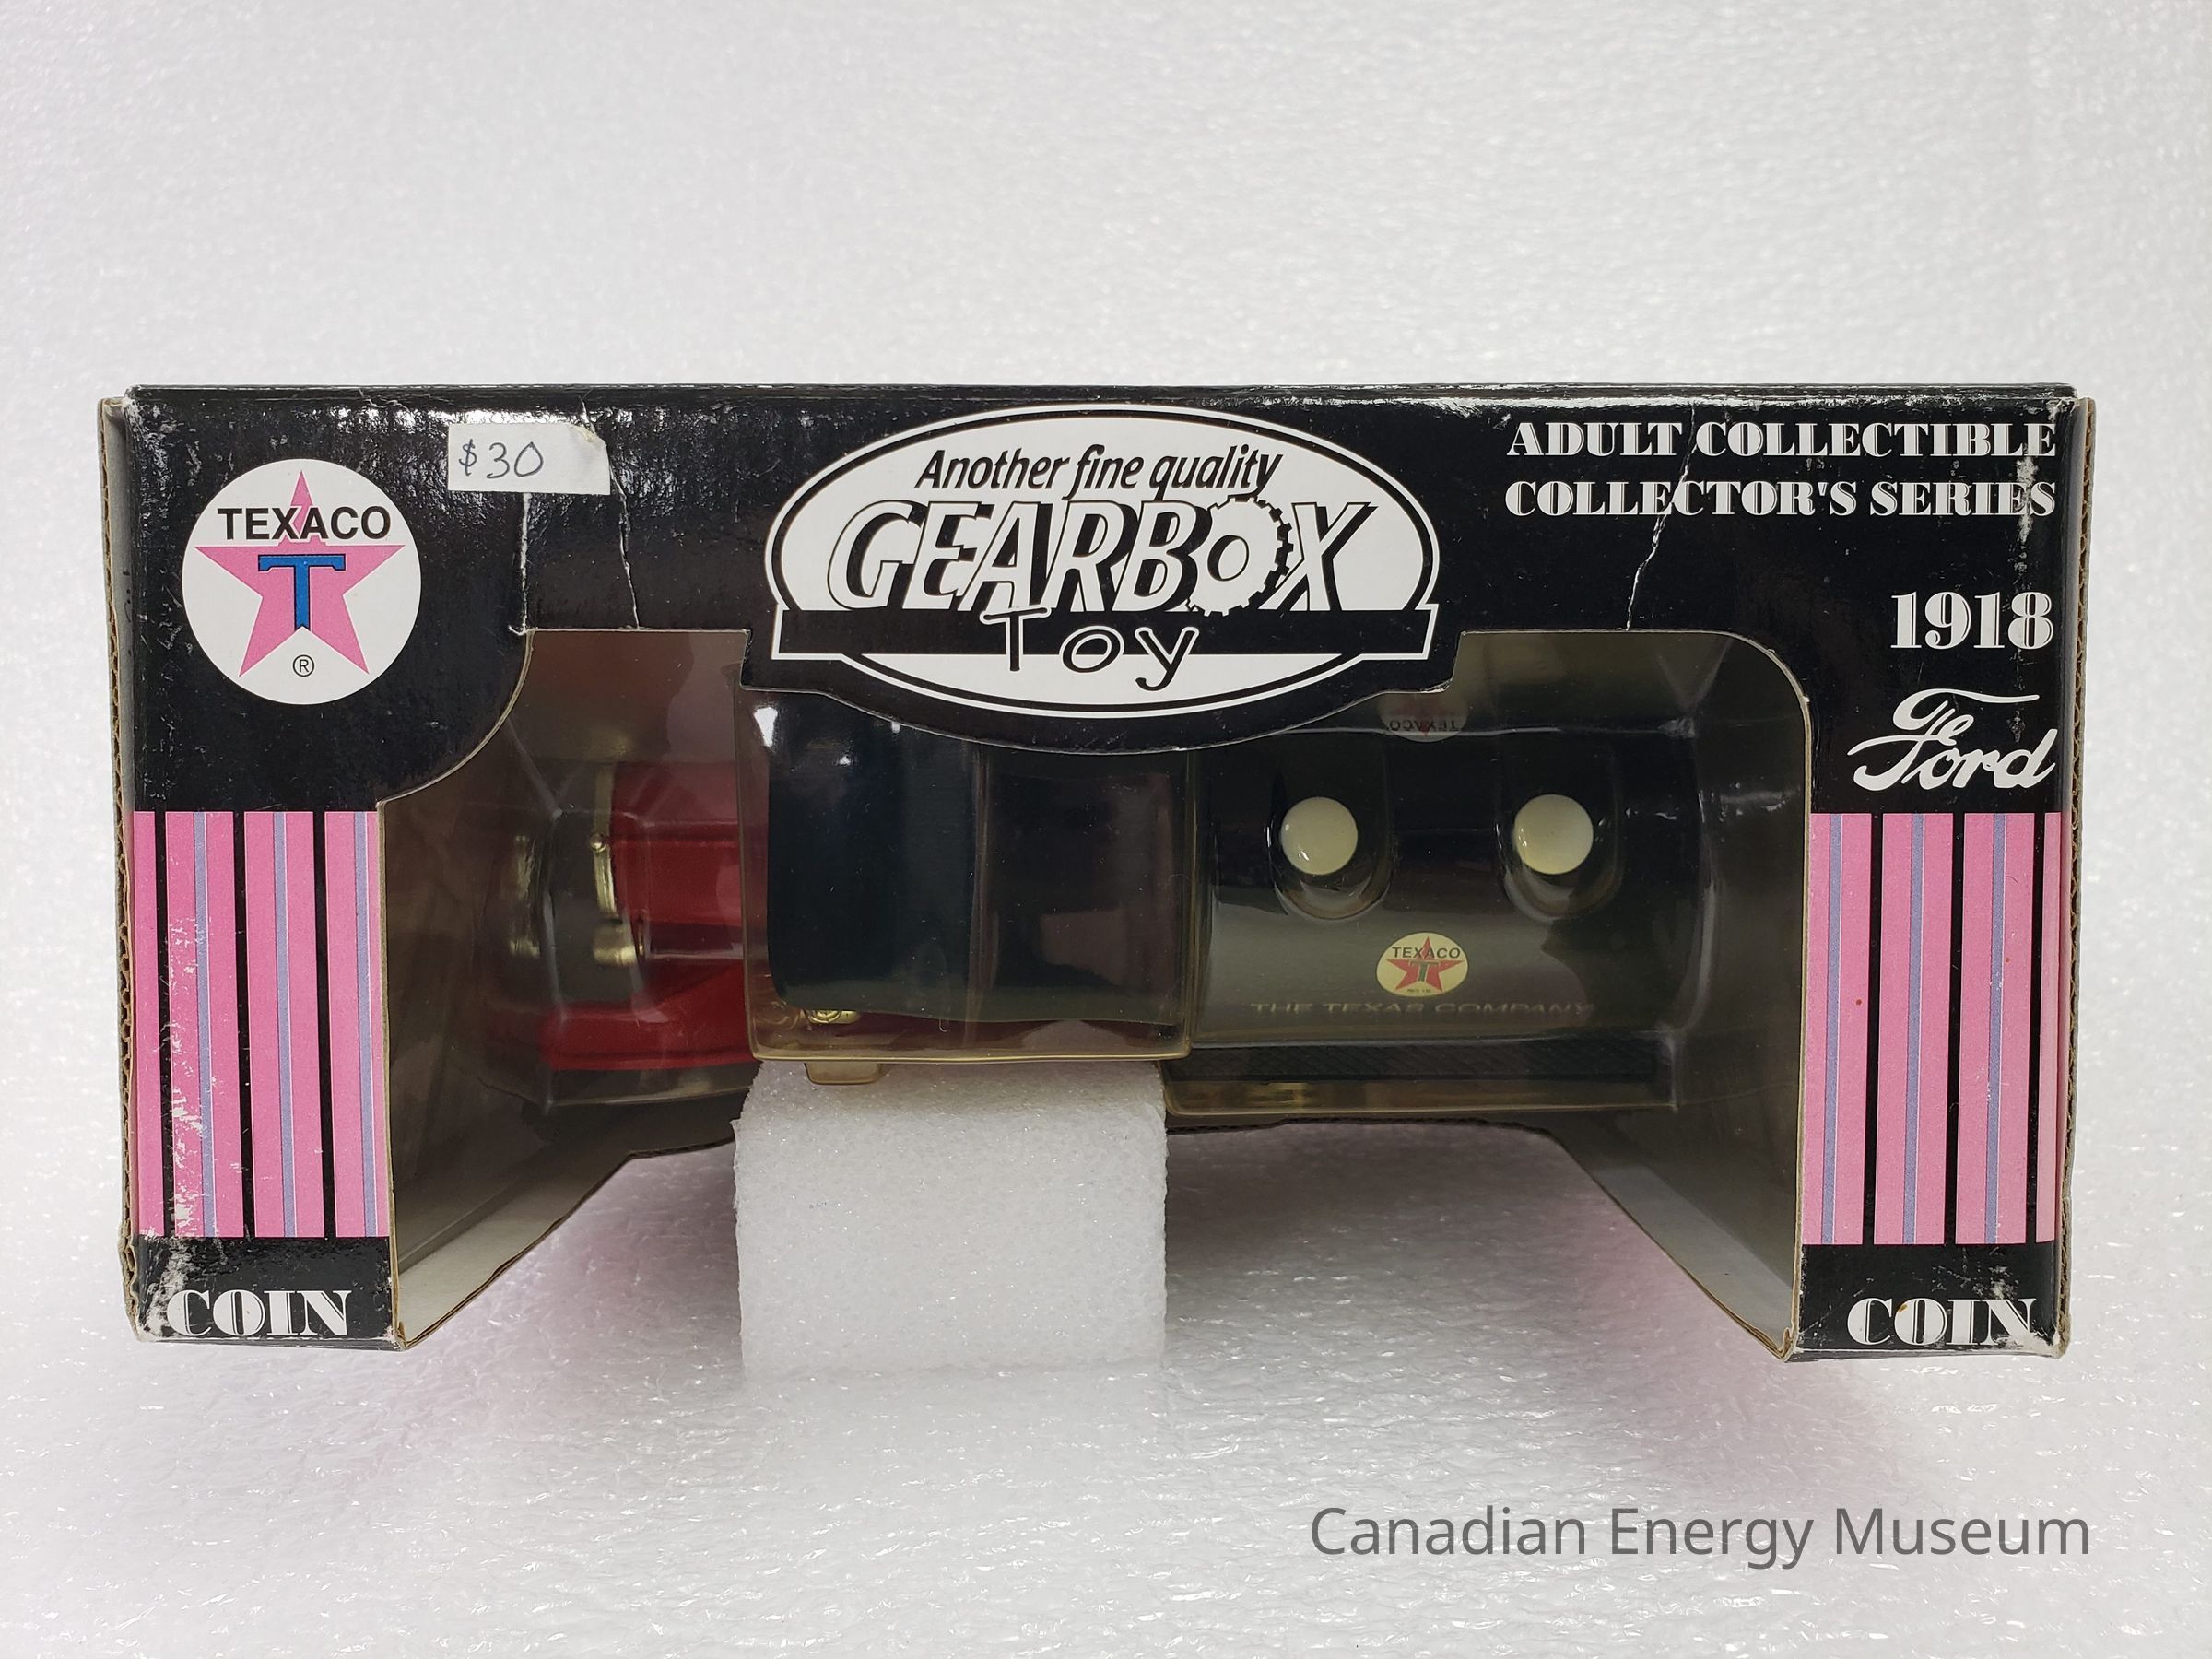 TEXACO
T
®
$30
Another fine quality
GEARBOX
Toy
ADULT COLLECTIBLE
COLLECTOR'S SERIES
1918
Ford
TEXACO
TEXACO
T
THE TEXAS COMPANY
COIN
COIN
Canadian Energy Museum